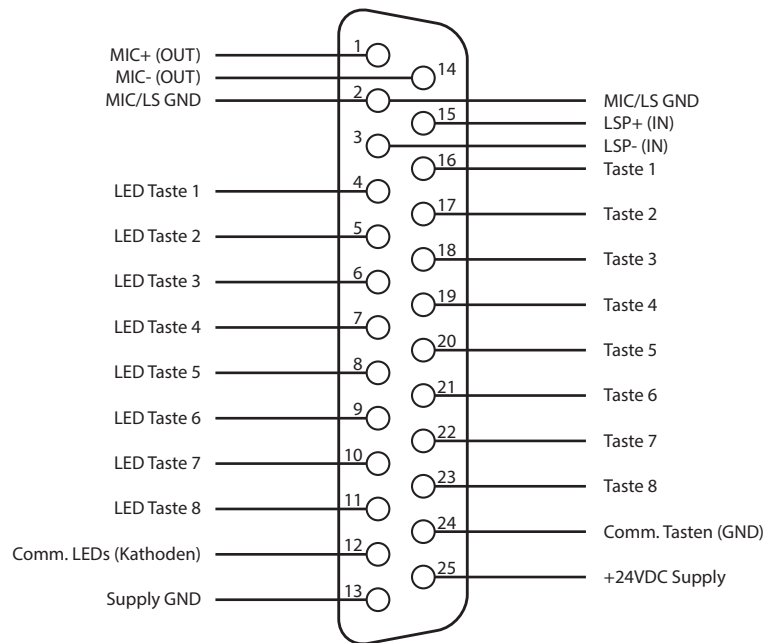 MIC+ (OUT) 1
14
MIC- (OUT)
MIC/LS GND 2 MIC/LS GND
15 LSP+ (IN)
3 LSP- (IN)
16 Taste 1
LED Taste 1 4
17 Taste 2
LED Taste 2 5
18 Taste 3
LED Taste 3 6
19 Taste 4
LED Taste 4 7
20 Taste 5
LED Taste 5 8
21 Taste 6
LED Taste 6 9
22 Taste 7
LED Taste 7 10
23 Taste 8
LED Taste 8 11
24 Comm. Tasten (GND)
Comm. LEDs (Kathoden) 12
25 +24VDC Supply
Supply GND 13